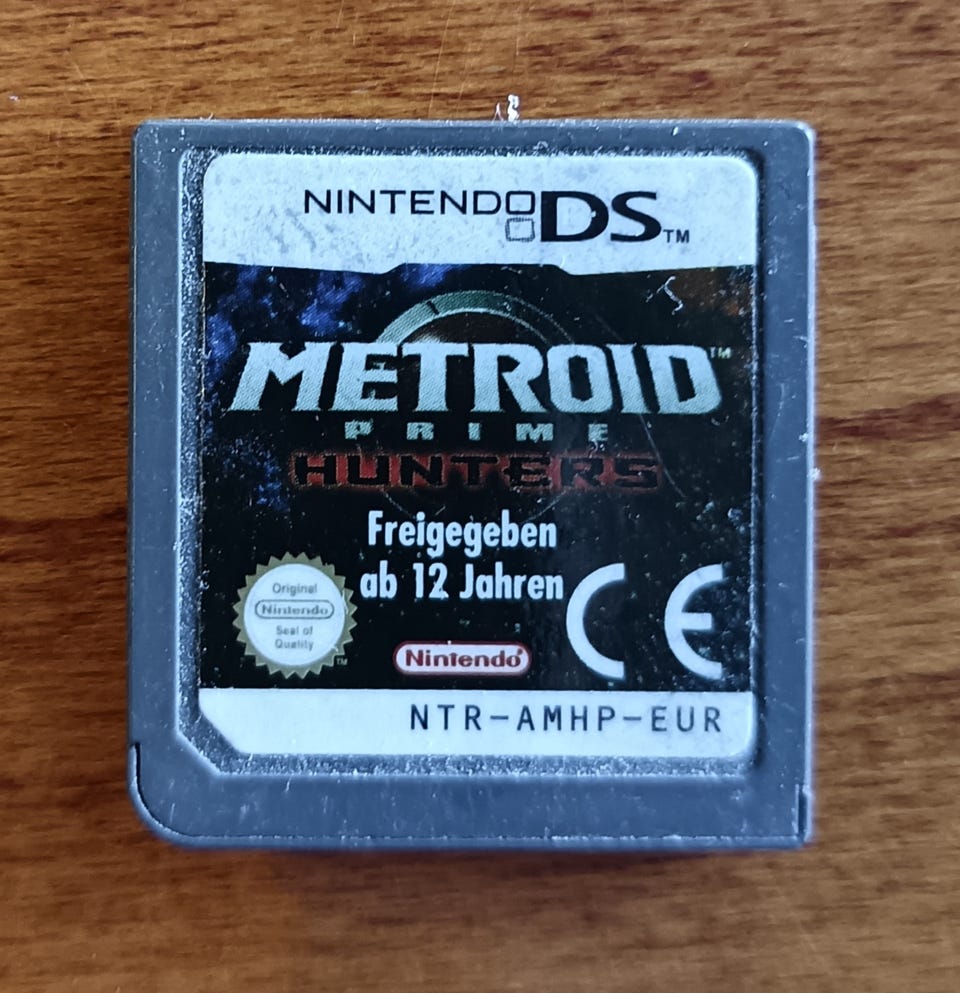 NINTENDO DS™
METROID™
PRIME
HUNTERS
Freigegeben
ab 12 Jahren
Original
Nintendo
Seal of
Quality
™
Nintendo®
CE
NTR-AMHP-EUR